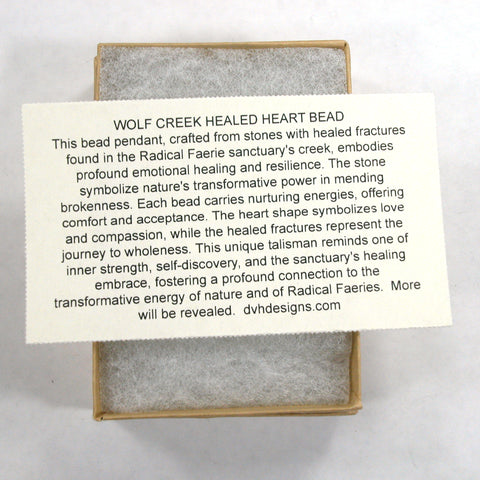 WOLF CREEK HEALED HEART BEAD
This bead pendant, crafted from stones with healed fractures
found in the Radical Faerie sanctuary's creek, embodies
profound emotional healing and resilience. The stone
symbolize nature's transformative power in mending
brokenness. Each bead carries nurturing energies, offering
comfort and acceptance. The heart shape symbolizes love
and compassion, while the healed fractures represent the
journey to wholeness. This unique talisman reminds one of
inner strength, self-discovery, and the sanctuary's healing
embrace, fostering a profound connection to the
transformative energy of nature and of Radical Faeries. More
will be revealed. dvhdesigns.com